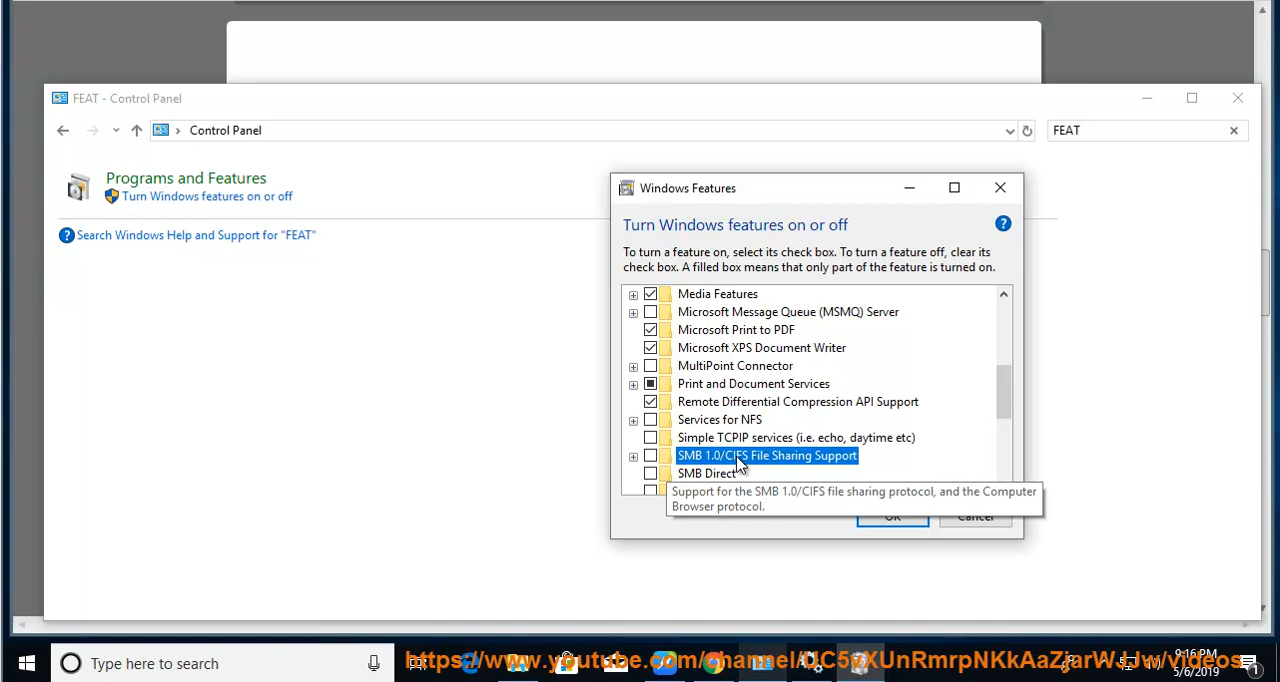 FEAT - Control Panel
Control Panel
FEAT
Programs and Features
Turn Windows features on or off
Search Windows Help and Support for "FEAT"
Windows Features
Turn Windows features on or off
To turn a feature on, select its check box. To turn a feature off, clear its
check box. A filled box means that only part of the feature is turned on.
Media Features
Microsoft Message Queue (MSMQ) Server
Microsoft Print to PDF
Microsoft XPS Document Writer
MultiPoint Connector
Print and Document Services
Remote Differential Compression API Support
Services for NFS
Simple TCPIP services (i.e. echo, daytime etc)
SMB 1.0/CIFS File Sharing Support
SMB Direct
Support for the SMB 1.0/CIFS file sharing protocol, and the Computer
Browser protocol.
OK
Cancel
Type here to search
9:16 PM
5/6/2019
1